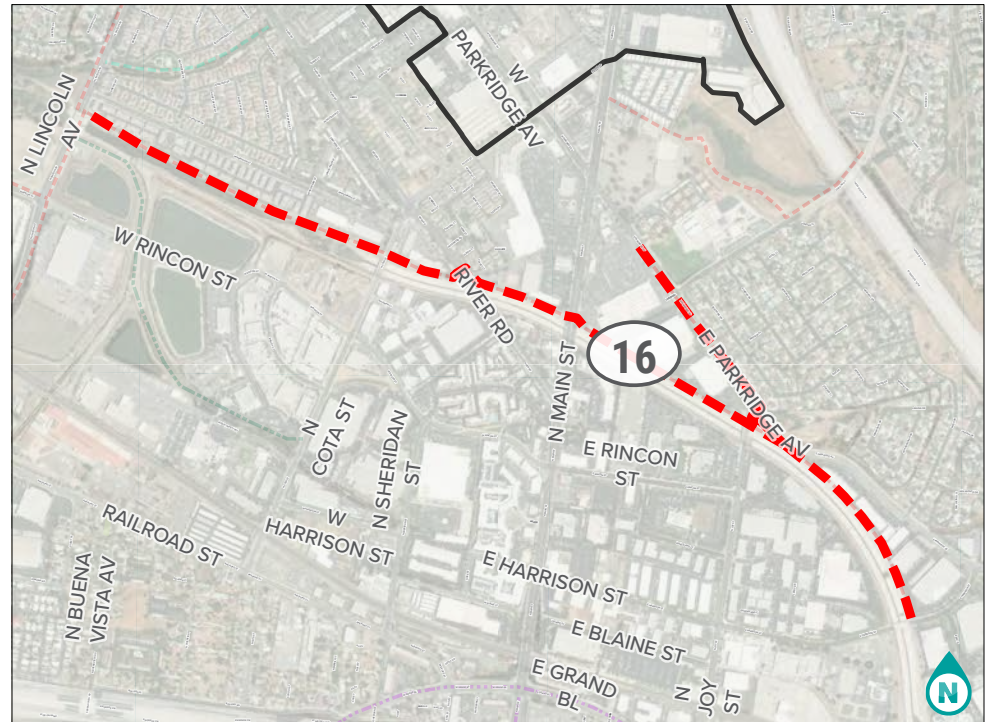 N LINCOLN
AV
W
PARKRIDGE AV
W RINCON ST
RIVER RD
16
E PARKRIDGE AV
N MAIN ST
N
COTA ST
N SHERIDAN
ST
E RINCON
ST
RAILROAD ST
W
HARRISON ST
E HARRISON ST
N BUENA
VISTA AV
E BLAINE ST
E GRAND
BL
N
JOY
ST
N